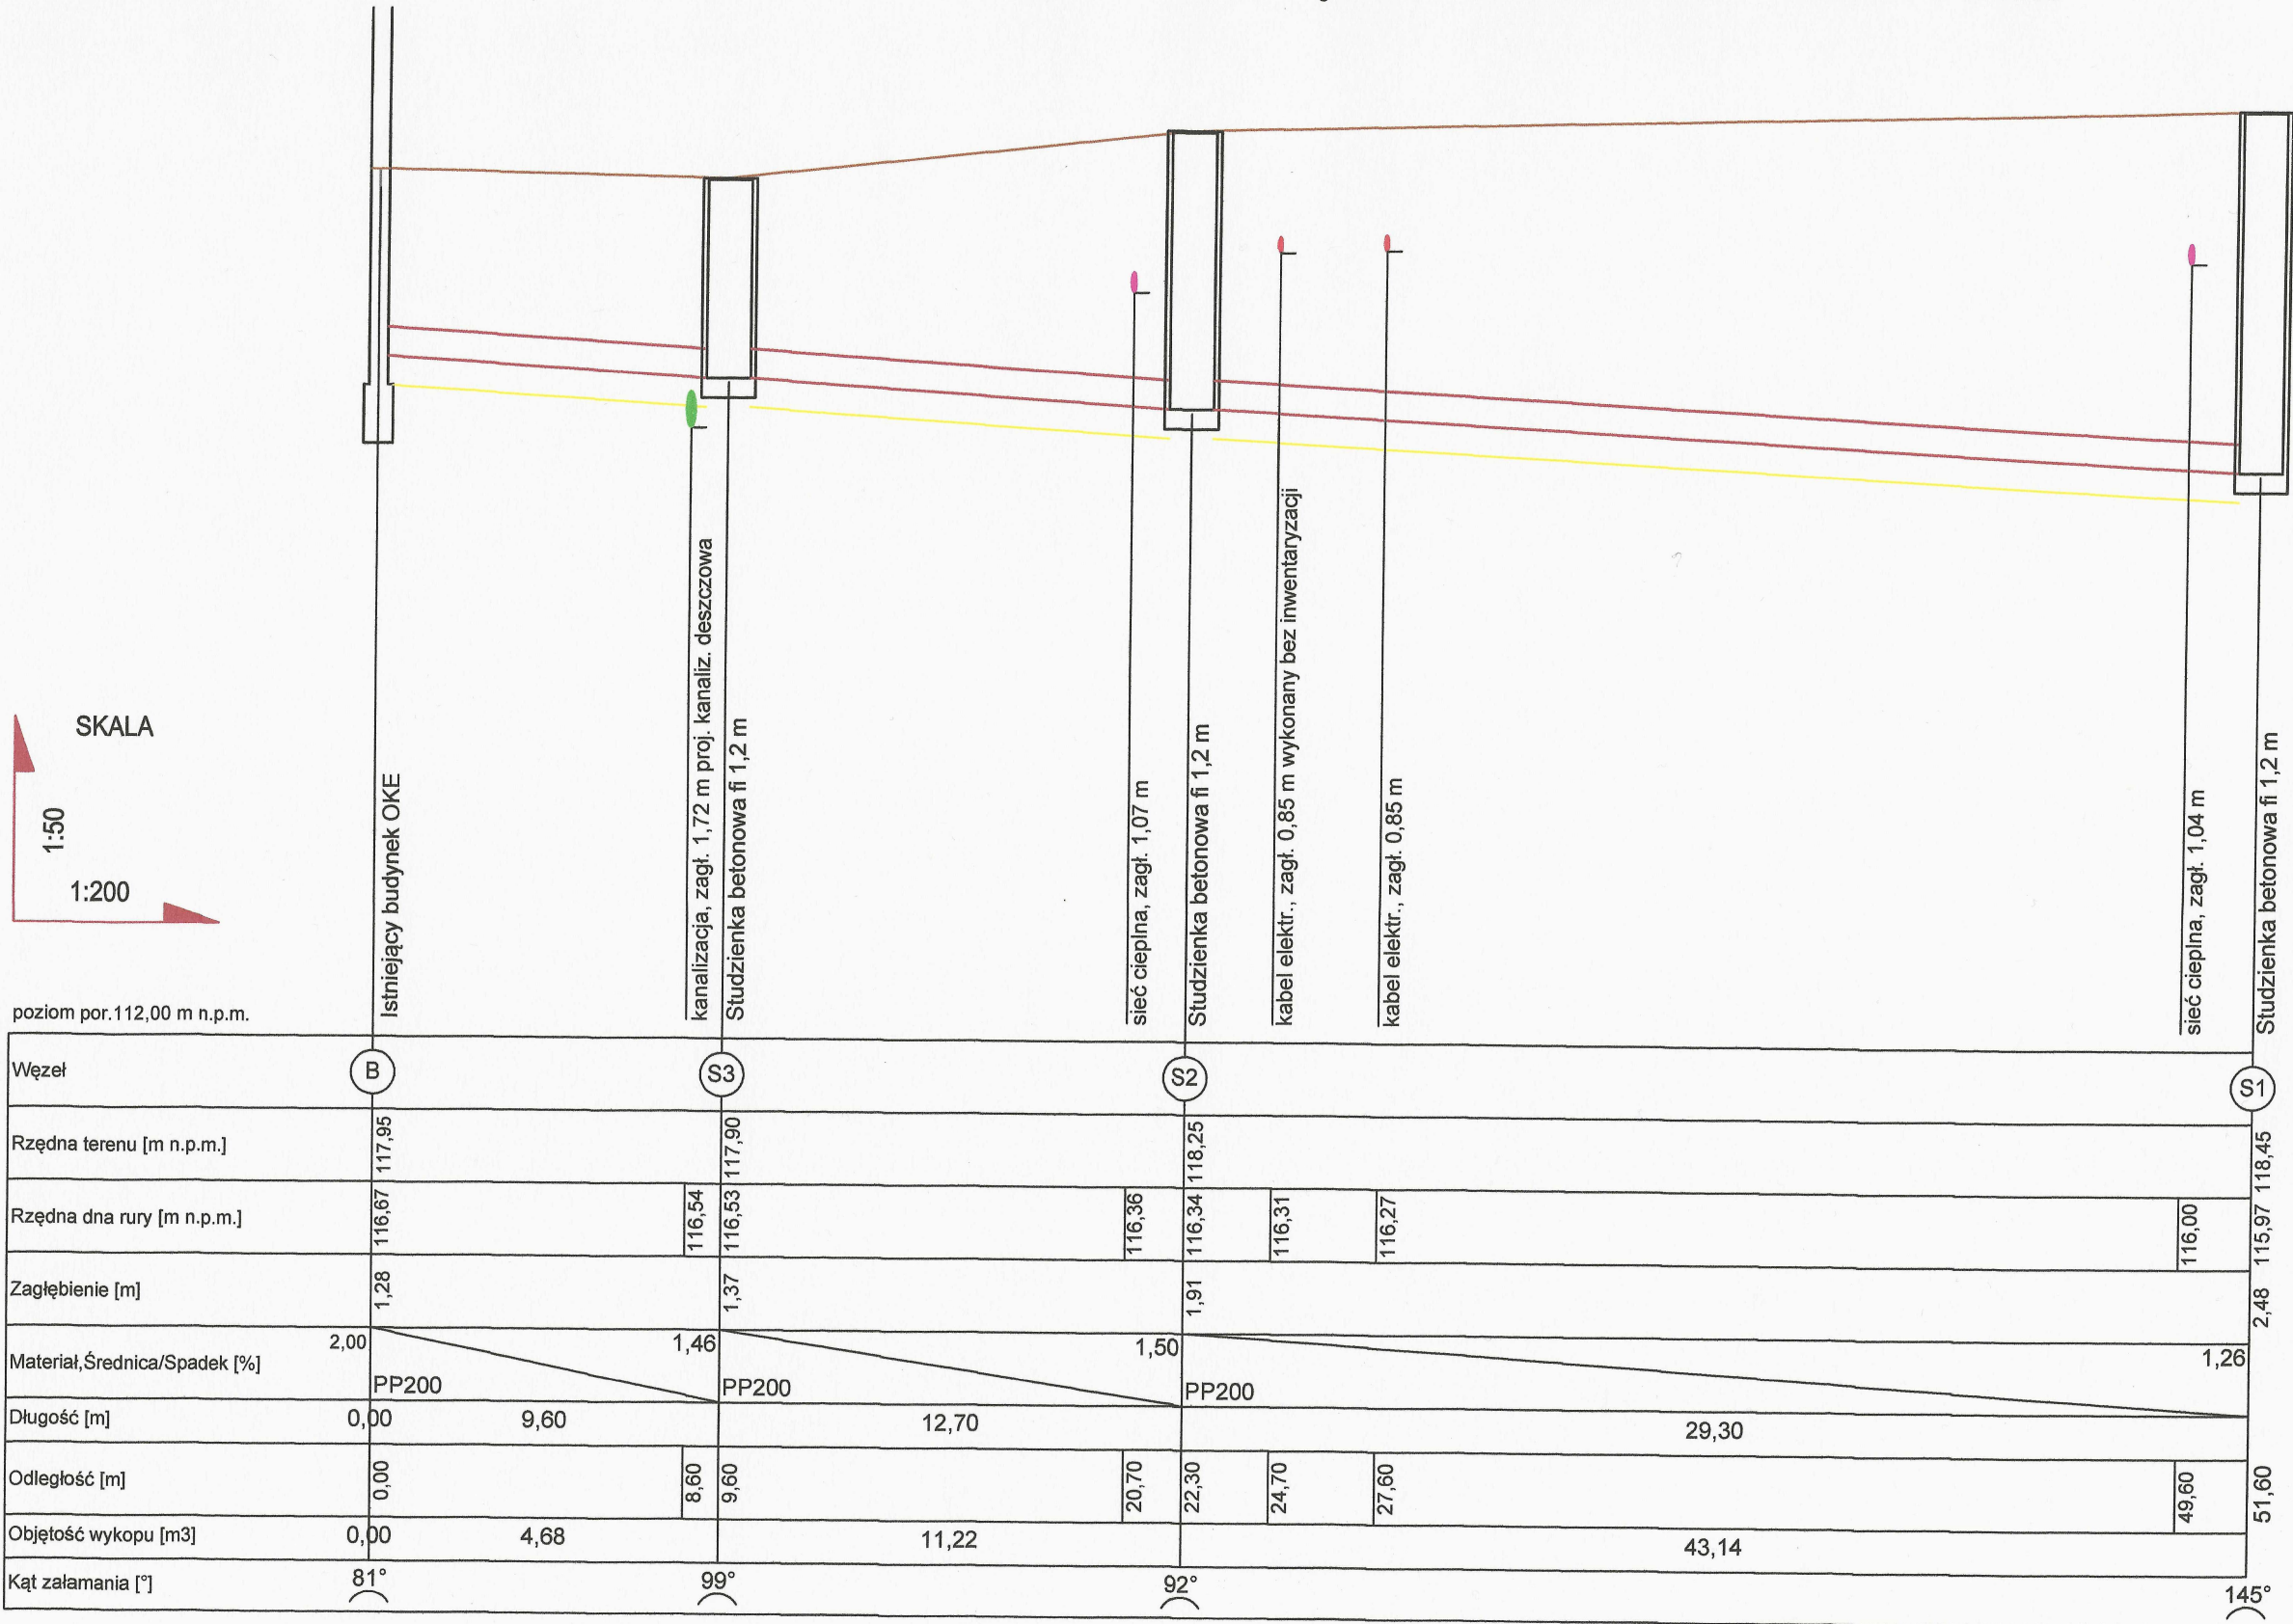 SKALA
1:50
1:200
poziom por.112,00 m n.p.m.
Istniejący budynek OKE
kanalizacja, zagł. 1,72 m proj. kanaliz. deszczowa
Studzienka betonowa fi 1,2 m
sieć cieplna, zagł. 1,07 m
Studzienka betonowa fi 1,2 m
kabel elektr., zagł. 0,85 m wykonany bez inwentaryzacji
kabel elektr., zagł. 0,85 m
sieć cieplna, zagł. 1,04 m
Studzienka betonowa fi 1,2 m
Węzeł B S3 S2 S1
Rzędna terenu [m n.p.m.] 117,95 117,90 118,25 118,45
Rzędna dna rury [m n.p.m.] 116,67 116,54 116,53 116,36 116,34 116,31 116,27 116,00 115,97
Zagłębienie [m] 1,28 1,37 1,91 2,48
Materiał,Średnica/Spadek [%] 2,00 1,46 1,50 1,26
PP200 PP200 PP200
Długość [m] 0,00 9,60 12,70 29,30
Odległość [m] 0,00 8,60 9,60 20,70 22,30 24,70 27,60 49,60 51,60
Objętość wykopu [m3] 0,00 4,68 11,22 43,14
Kąt załamania [°] 81° 99° 92° 145°